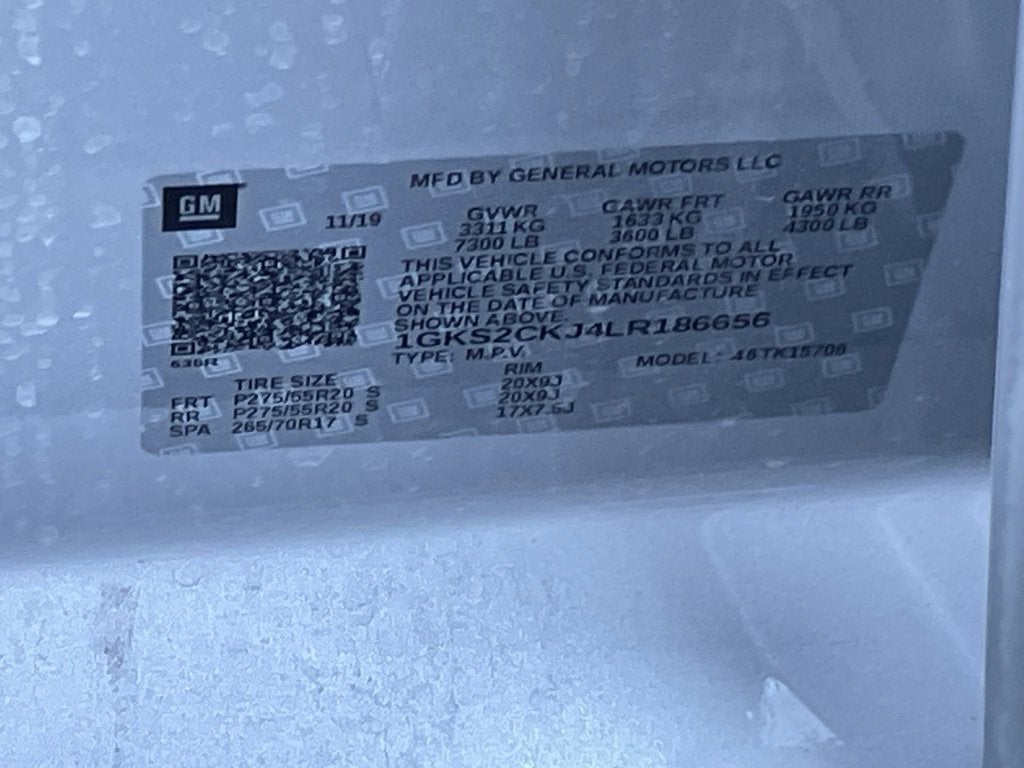 GM
MFD BY GENERAL MOTORS LLC
11/19
GVWR GAWR FRT GAWR RR
3311 KG 1633 KG 1950 KG
7300 LB 3600 LB 4300 LB
THIS VEHICLE CONFORMS TO ALL
APPLICABLE U.S. FEDERAL MOTOR
VEHICLE SAFETY STANDARDS IN EFFECT
ON THE DATE OF MANUFACTURE
SHOWN ABOVE.
1GKS2CKJ4LR186656
TYPE: M.P.V. MODEL:
TIRE SIZE RIM
FRT P275/55R20 S 20X9J
RR P275/55R20 S 20X9J
SPA 265/70R17 S 17X7.5J